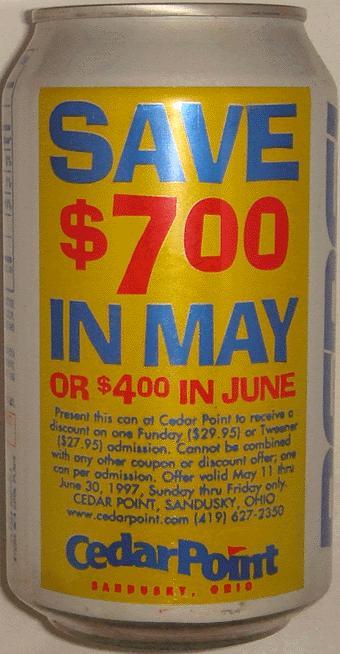 SAVE
$700
IN MAY
OR $400 IN JUNE
Present this can at Cedar Point to receive a
discount on one Funday ($29.95) or Tweener
($27.95) admission. Cannot be combined
with any other coupon or discount offer; one
can per admission. Offer valid May 11 thru
June 30, 1997, Sunday thru Friday only.
CEDAR POINT, SANDUSKY, OHIO
www.cedarpoint.com (419) 627-2350
CedarPoint
SANDUSKY, OHIO